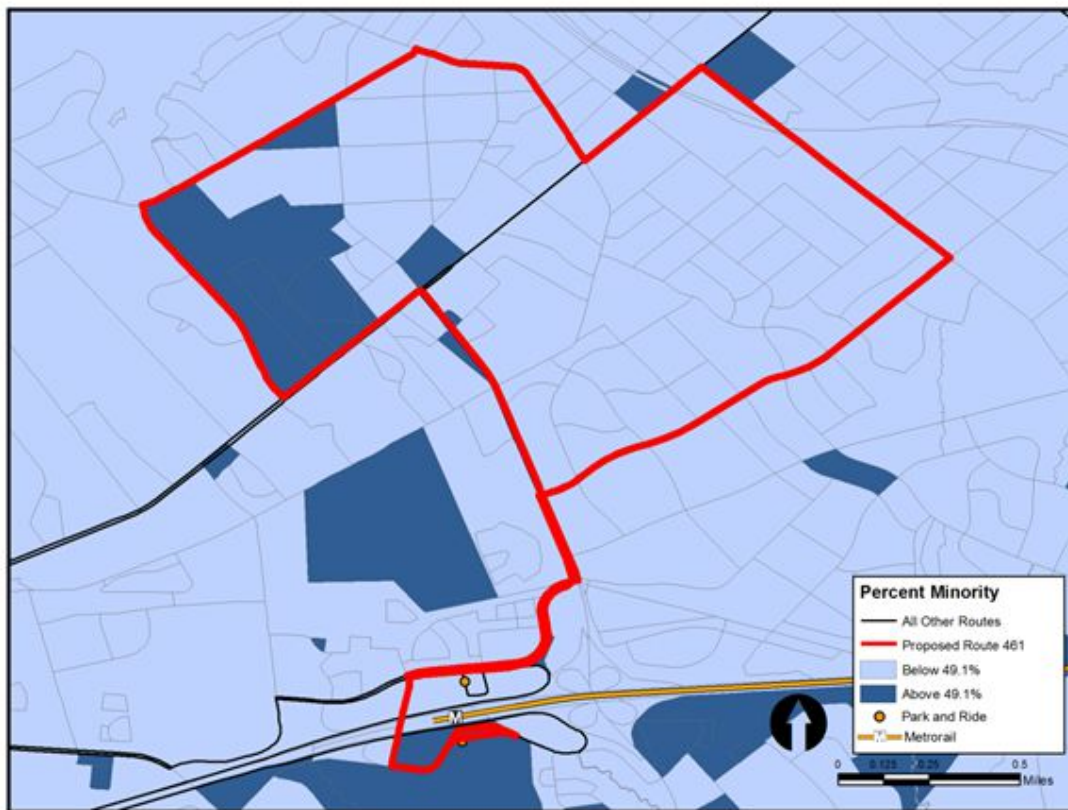 M
Percent Minority
All Other Routes
Proposed Route 461
Below 49.1%
Above 49.1%
Park and Ride
M Metrorail
0 0.125 0.25 0.5
Miles